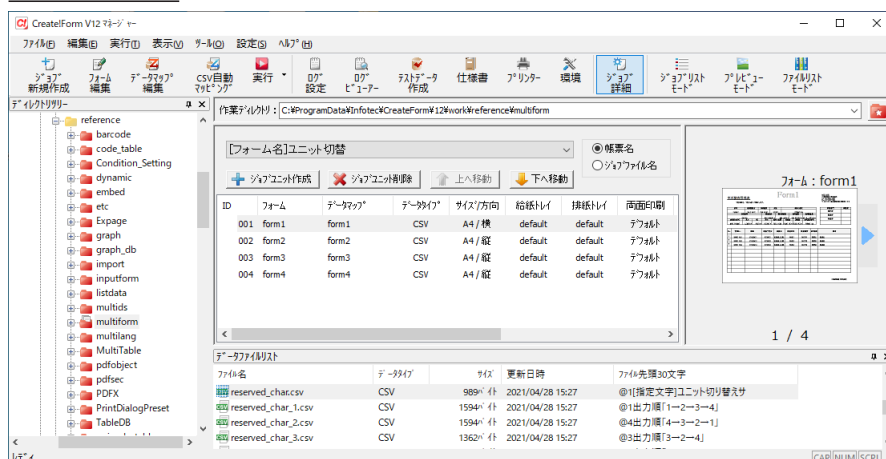 Create!Form V12 ﾏﾈｰｼﾞｬｰ
ﾌｧｲﾙ(F) 編集(E) 実行(I) 表示(V) ﾂｰﾙ(O) 設定(S) ﾍﾙﾌﾟ(H)
ｼﾞｮﾌﾞ 新規作成
ﾌｫｰﾑ 編集
ﾃﾞｰﾀﾏｯﾌﾟ 編集
CSV自動 ﾏｯﾋﾟﾝｸﾞ
実行
ﾛｸﾞ 設定
ﾛｸﾞ ﾋﾞｭｰｱｰ
ﾃｽﾄﾃﾞｰﾀ 作成
仕様書
ﾌﾟﾘﾝﾀｰ
環境
ｼﾞｮﾌﾞ 詳細
ｼﾞｮﾌﾞﾘｽﾄ ﾓｰﾄﾞ
ﾌﾟﾚﾋﾞｭｰ ﾓｰﾄﾞ
ﾌｧｲﾙﾘｽﾄ ﾓｰﾄﾞ
ﾃﾞｨﾚｸﾄﾘﾂﾘｰ
reference
barcode
code_table
Condition_Setting
dynamic
embed
etc
Expage
graph
graph_db
import
inputform
listdata
multids
multiform
multilang
MultiTable
pdfobject
pdfsec
PDFX
PrintDialogPreset
TableDB
作業ﾃﾞｨﾚｸﾄﾘ : C:¥ProgramData¥Infotec¥CreateForm¥12¥work¥reference¥multiform
[フォーム名]ユニット切替
帳票名
ｼﾞｮﾌﾞﾌｧｲﾙ名
ｼﾞｮﾌﾞﾕﾆｯﾄ作成 ｼﾞｮﾌﾞﾕﾆｯﾄ削除 上へ移動 下へ移動
ID ﾌｫｰﾑ ﾃﾞｰﾀﾏｯﾌﾟ ﾃﾞｰﾀﾀｲﾌﾟ ｻｲｽﾞ/方向 給紙ﾄﾚｲ 排紙ﾄﾚｲ 両面印刷
001 form1 form1 CSV A4 / 横 default default ﾃﾞﾌｫﾙﾄ
002 form2 form2 CSV A4 / 縦 default default ﾃﾞﾌｫﾙﾄ
003 form3 form3 CSV A4 / 縦 default default ﾃﾞﾌｫﾙﾄ
004 form4 form4 CSV A4 / 縦 default default ﾃﾞﾌｫﾙﾄ
ﾌｫｰﾑ : form1
Form1
1 / 4
ﾃﾞｰﾀﾌｧｲﾙﾘｽﾄ
ﾌｧｲﾙ名 ﾃﾞｰﾀﾀｲﾌﾟ ｻｲｽﾞ 更新日時 ﾌｧｲﾙ先頭30文字
reserved_char.csv CSV 989ﾊﾞｲﾄ 2021/04/28 15:27 @1[指定文字]ユニット切り替えサ
reserved_char_1.csv CSV 1594ﾊﾞｲﾄ 2021/04/28 15:27 @1出力順「1→2→3→4」
reserved_char_2.csv CSV 1594ﾊﾞｲﾄ 2021/04/28 15:27 @4出力順「4→3→2→1」
reserved_char_3.csv CSV 1362ﾊﾞｲﾄ 2021/04/28 15:27 @3出力順「3→2→4」
ﾚﾃﾞｨ
CAP NUM SCRL